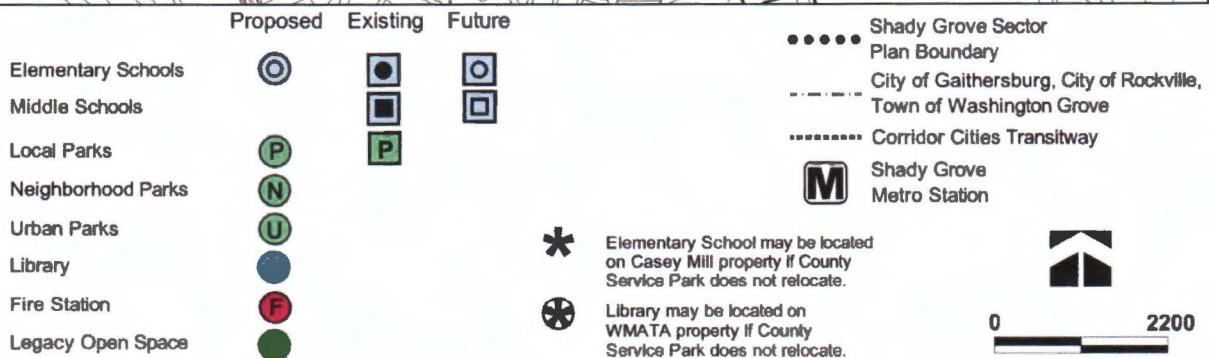 Proposed Existing Future
Elementary Schools
Middle Schools
Local Parks P P
Neighborhood Parks N
Urban Parks U
Library
Fire Station F
Legacy Open Space
Shady Grove Sector
Plan Boundary
City of Gaithersburg, City of Rockville,
Town of Washington Grove
Corridor Cities Transitway
M Shady Grove
Metro Station
* Elementary School may be located
on Casey Mill property if County
Service Park does not relocate.
Library may be located on
WMATA property if County
Service Park does not relocate.
0 2200